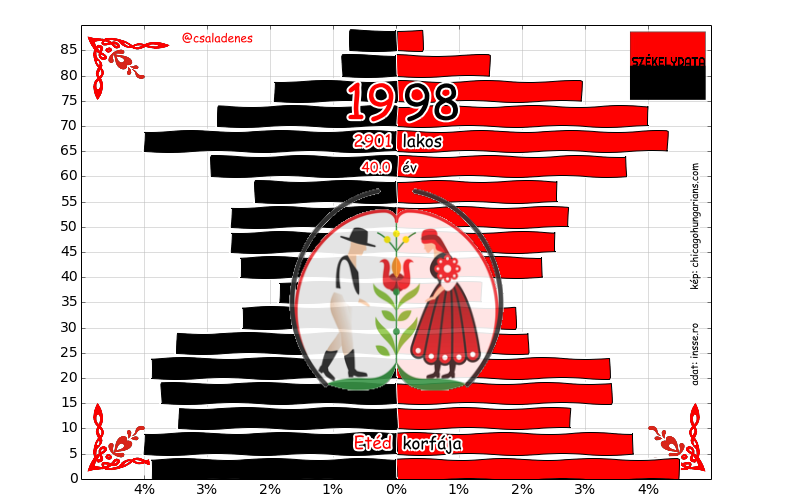 @csaladenes
SZÉKELYDATA
1998
2901 lakos
40.0 év
kép: chicagohungarians.com
adat: insse.ro
Etéd korfája
85
80
75
70
65
60
55
50
45
40
35
30
25
20
15
10
5
0
4% 3% 2% 1% 0% 1% 2% 3% 4%